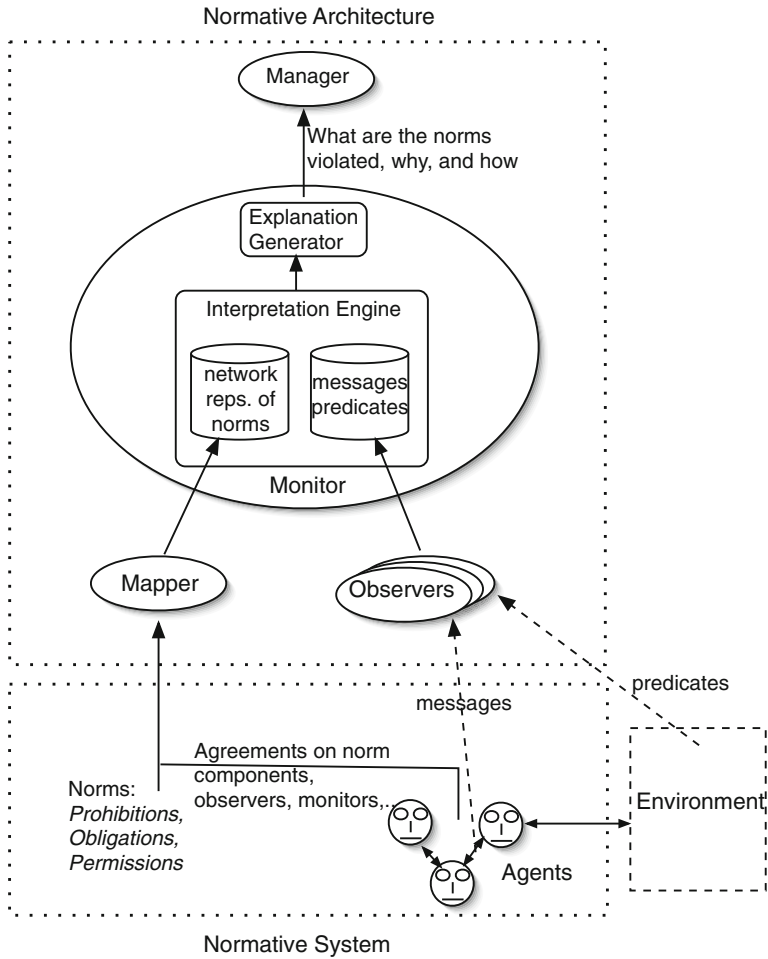 Normative Architecture
Manager
What are the norms
violated, why, and how
Explanation
Generator
Interpretation Engine
network
reps. of
norms
messages
predicates
Monitor
Mapper
Observers
predicates
messages
Agreements on norm
components,
observers, monitors,..
Norms:
Prohibitions,
Obligations,
Permissions
Environment
Agents
Normative System